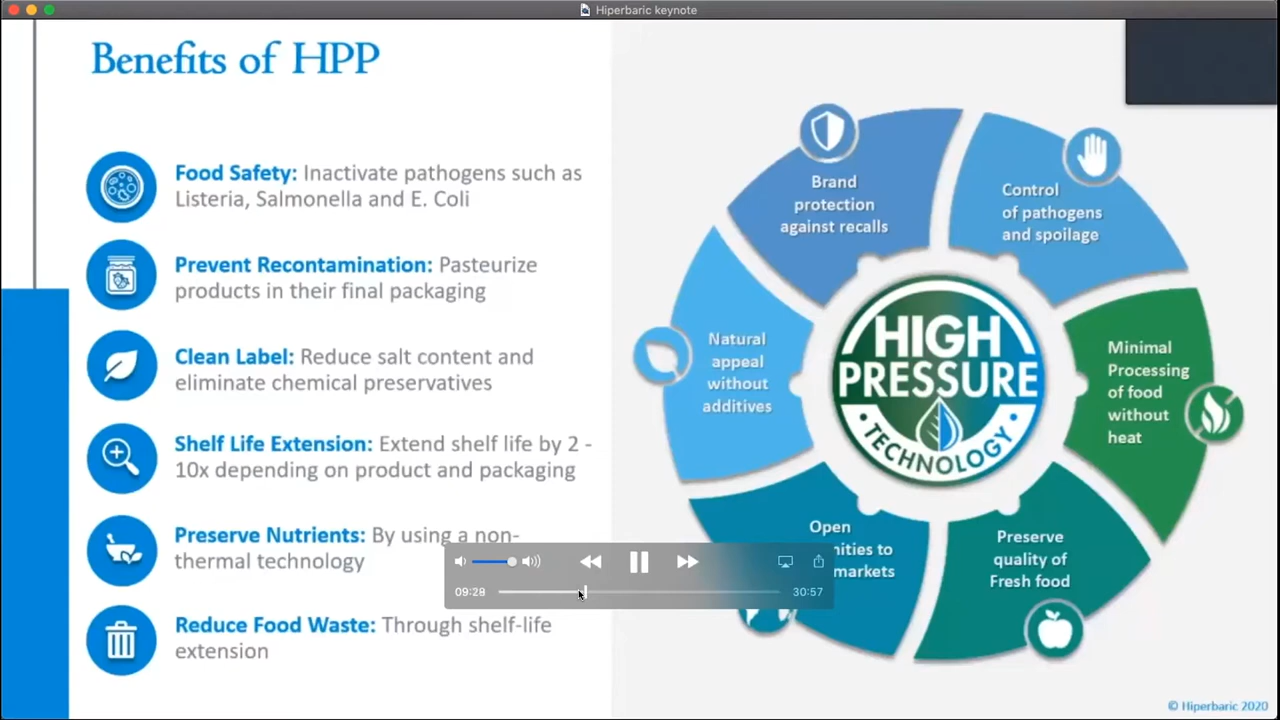 Hiperbaric keynote
Benefits of HPP
Food Safety: Inactivate pathogens such as
Listeria, Salmonella and E. Coli
Prevent Recontamination: Pasteurize
products in their final packaging
Clean Label: Reduce salt content and
eliminate chemical preservatives
Shelf Life Extension: Extend shelf life by 2 -
10x depending on product and packaging
Preserve Nutrients: By using a non-
thermal technology
Reduce Food Waste: Through shelf-life
extension
Brand
protection
against recalls
Control
of pathogens
and spoilage
Natural
appeal
without
additives
HIGH
PRESSURE
TECHNOLOGY
Minimal
Processing
of food
without
heat
Open
to
markets
Preserve
quality of
Fresh food
09:28
30:57
© Hiperbaric 2020